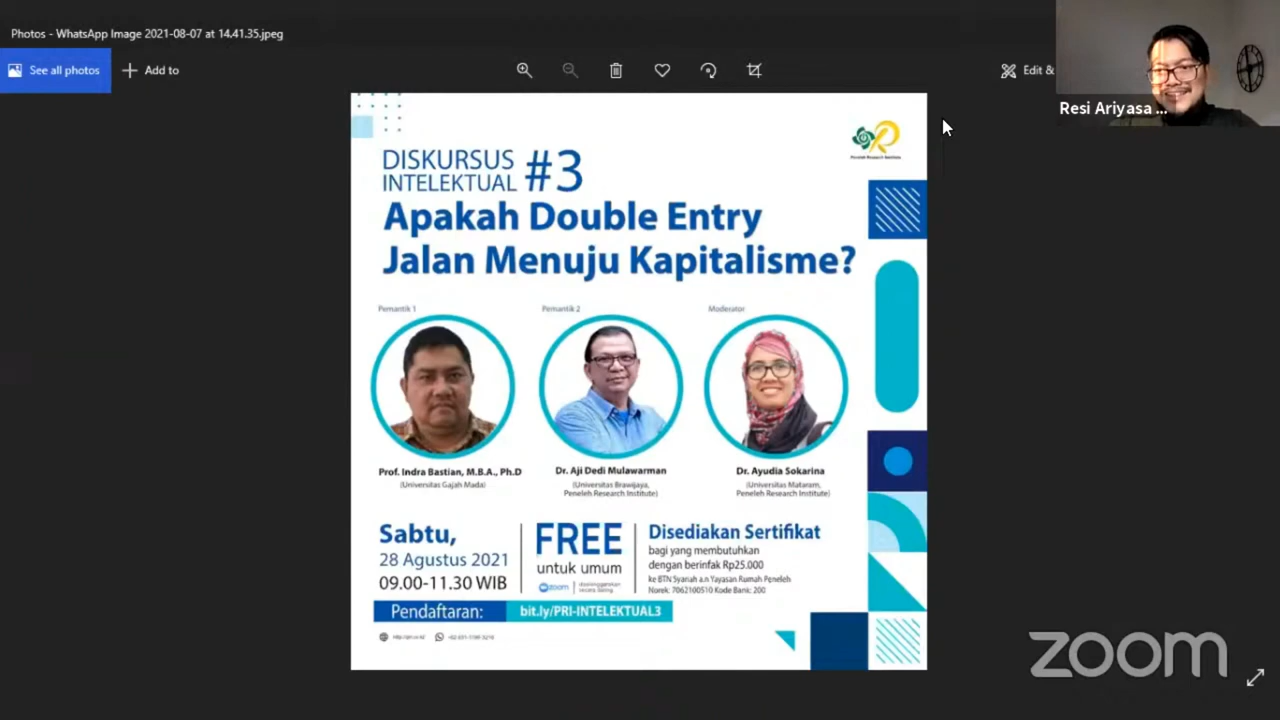 Photos - WhatsApp Image 2021-08-07 at 14.41.35.jpeg
See all photos
Add to
Edit &
Resi Ariyasa ...
Peneleh Research Institute
DISKURSUS
INTELEKTUAL #3
Apakah Double Entry
Jalan Menuju Kapitalisme?
Pemantik 1
Pemantik 2
Moderator
Prof. Indra Bastian, M.B.A., Ph.D
(Universitas Gajah Mada)
Dr. Aji Dedi Mulawarman
(Universitas Brawijaya,
Peneleh Research Institute)
Dr. Ayudia Sokarina
(Universitas Mataram,
Peneleh Research Institute)
Sabtu,
28 Agustus 2021
09.00-11.30 WIB
FREE
untuk umum
zoom
Disediakan Sertifikat
bagi yang membutuhkan
dengan berinfak Rp25.000
ke BTN Syariah a.n Yayasan Rumah Peneleh
Norek: 7062100510 Kode Bank: 200
Pendaftaran:
bit.ly/PRI-INTELEKTUAL3
zoom